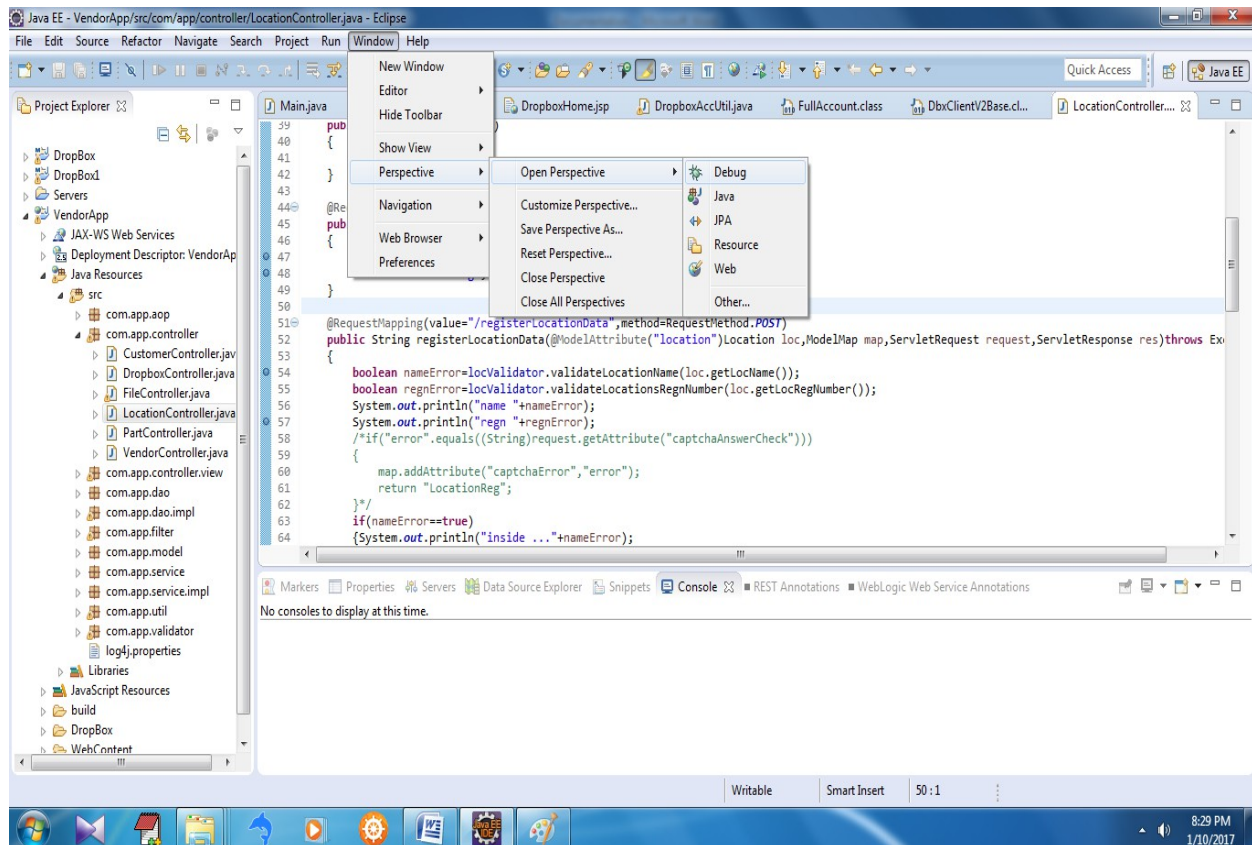 Java EE - VendorApp/src/com/app/controller/LocationController.java - Eclipse
File Edit Source Refactor Navigate Search Project Run Window Help
Quick Access
Java EE
New Window
Editor
Hide Toolbar
Show View
Perspective
Navigation
Web Browser
Preferences
Open Perspective
Customize Perspective...
Save Perspective As...
Reset Perspective...
Close Perspective
Close All Perspectives
Debug
Java
JPA
Resource
Web
Other...
Project Explorer
DropBox
DropBox1
Servers
VendorApp
JAX-WS Web Services
Deployment Descriptor: VendorAp
Java Resources
src
com.app.aop
com.app.controller
CustomerController.jav
DropboxController.java
FileController.java
LocationController.java
PartController.java
VendorController.java
com.app.controller.view
com.app.dao
com.app.dao.impl
com.app.filter
com.app.model
com.app.service
com.app.service.impl
com.app.util
com.app.validator
log4j.properties
Libraries
JavaScript Resources
build
DropBox
WebContent
Main.java DropboxHome.jsp DropboxAccUtil.java FullAccount.class DbxClientV2Base.cl... LocationController....
39 pub )
40 {
41
42 }
43
44 @Re
45 pub
46 {
47
48
49 }
50
51 @RequestMapping(value="/registerLocationData",method=RequestMethod.POST)
52 public String registerLocationData(@ModelAttribute("location")Location loc,ModelMap map,ServletRequest request,ServletResponse res)throws Ex
53 {
54 boolean nameError=locValidator.validateLocationName(loc.getLocName());
55 boolean regnError=locValidator.validateLocationsRegnNumber(loc.getLocRegNumber());
56 System.out.println("name "+nameError);
57 System.out.println("regn "+regnError);
58 /*if("error".equals((String)request.getAttribute("captchaAnswerCheck")))
59 {
60 map.addAttribute("captchaError","error");
61 return "LocationReg";
62 }*/
63 if(nameError==true)
64 {System.out.println("inside ..."+nameError);
Markers Properties Servers Data Source Explorer Snippets Console REST Annotations WebLogic Web Service Annotations
No consoles to display at this time.
Writable Smart Insert 50 : 1
8:29 PM
1/10/2017